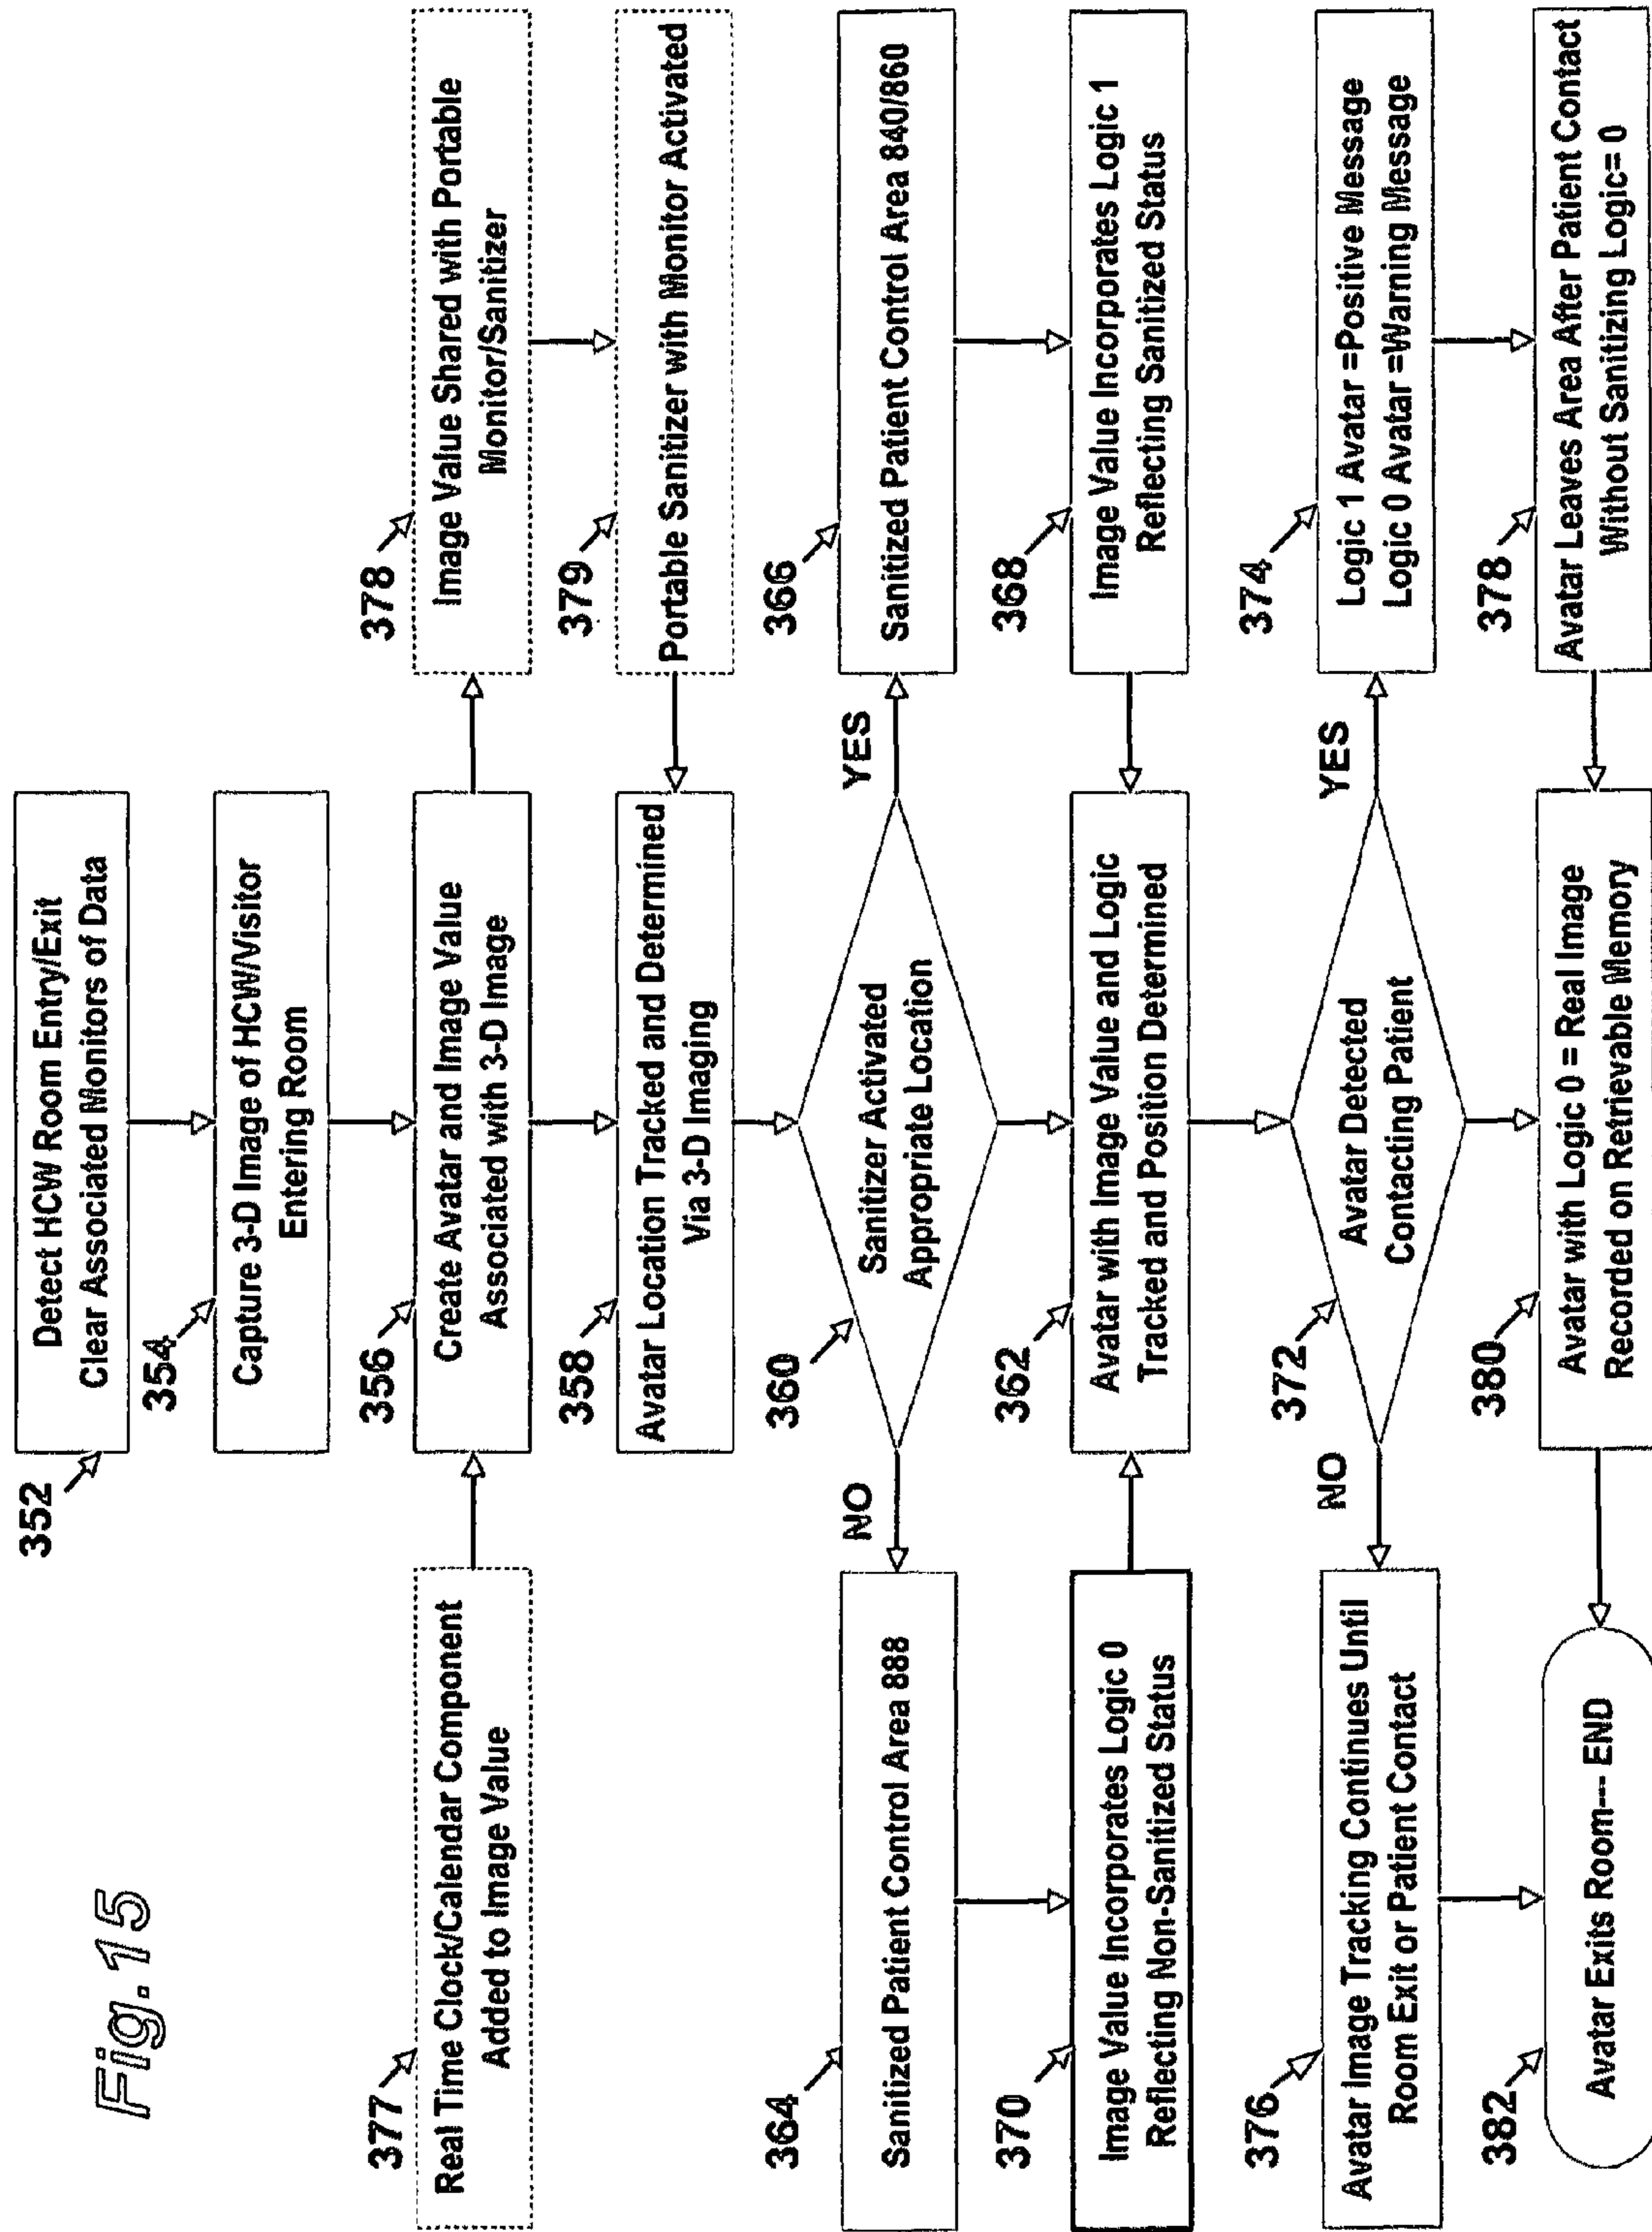 Fig. 15
352
Detect HCW Room Entry/Exit
Clear Associated Monitors of Data
354
Capture 3-D Image of HCW/Visitor
Entering Room
377
Real Time Clock/Calendar Component
Added to Image Value
356
Create Avatar and Image Value
Associated with 3-D Image
378
Image Value Shared with Portable
Monitor/Sanitizer
358
Avatar Location Tracked and Determined
Via 3-D Imaging
379
Portable Sanitizer with Monitor Activated
360
Sanitizer Activated
Appropriate Location
NO
YES
364
Sanitized Patient Control Area 888
366
Sanitized Patient Control Area 840/860
370
Image Value Incorporates Logic 0
Reflecting Non-Sanitized Status
362
Avatar with Image Value and Logic
Tracked and Position Determined
368
Image Value Incorporates Logic 1
Reflecting Sanitized Status
372
Avatar Detected
Contacting Patient
NO
YES
376
Avatar Image Tracking Continues Until
Room Exit or Patient Contact
374
Logic 1 Avatar =Positive Message
Logic 0 Avatar =Warning Message
382
Avatar Exits Room--- END
380
Avatar with Logic 0 = Real Image
Recorded on Retrievable Memory
378
Avatar Leaves Area After Patient Contact
Without Sanitizing Logic= 0